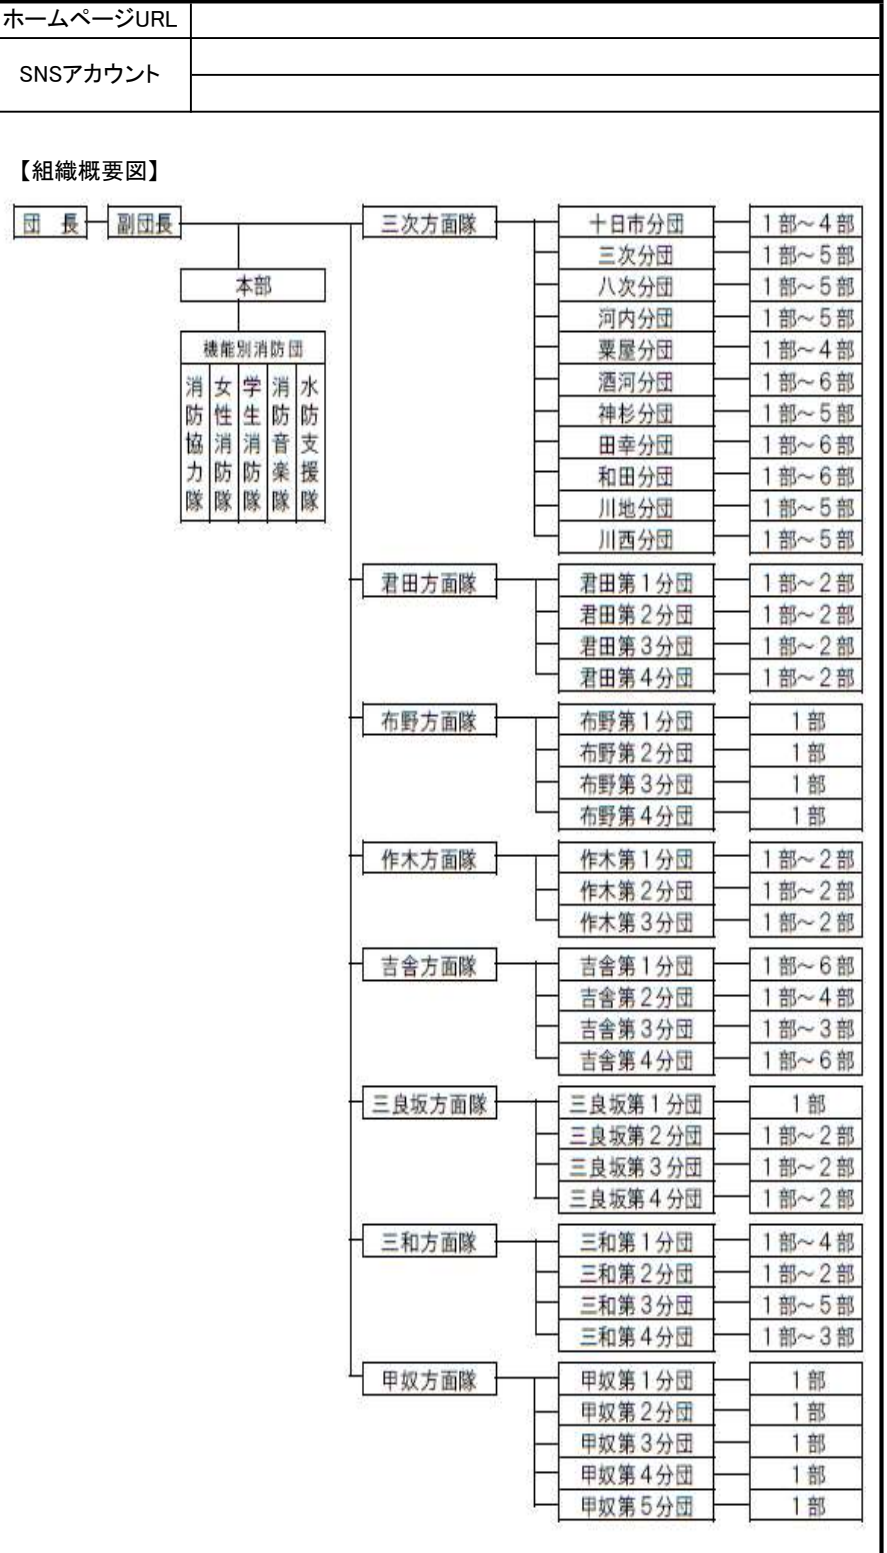 ホームページURL
SNSアカウント
【組織概要図】
団　長 副団長 三次方面隊 十日市分団 １部～４部
三次分団 １部～５部
本部 八次分団 １部～５部
河内分団 １部～５部
機能別消防団 粟屋分団 １部～４部
消防協力隊
女性消防隊
学生消防隊
消防音楽隊
水防支援隊
酒河分団 １部～６部
神杉分団 １部～５部
田幸分団 １部～６部
和田分団 １部～６部
川地分団 １部～５部
川西分団 １部～５部
君田方面隊 君田第１分団 １部～２部
君田第２分団 １部～２部
君田第３分団 １部～２部
君田第４分団 １部～２部
布野方面隊 布野第１分団 １部
布野第２分団 １部
布野第３分団 １部
布野第４分団 １部
作木方面隊 作木第１分団 １部～２部
作木第２分団 １部～２部
作木第３分団 １部～２部
吉舎方面隊 吉舎第１分団 １部～６部
吉舎第２分団 １部～４部
吉舎第３分団 １部～３部
吉舎第４分団 １部～６部
三良坂方面隊 三良坂第１分団 １部
三良坂第２分団 １部～２部
三良坂第３分団 １部～２部
三良坂第４分団 １部～２部
三和方面隊 三和第１分団 １部～４部
三和第２分団 １部～２部
三和第３分団 １部～５部
三和第４分団 １部～３部
甲奴方面隊 甲奴第１分団 １部
甲奴第２分団 １部
甲奴第３分団 １部
甲奴第４分団 １部
甲奴第５分団 １部